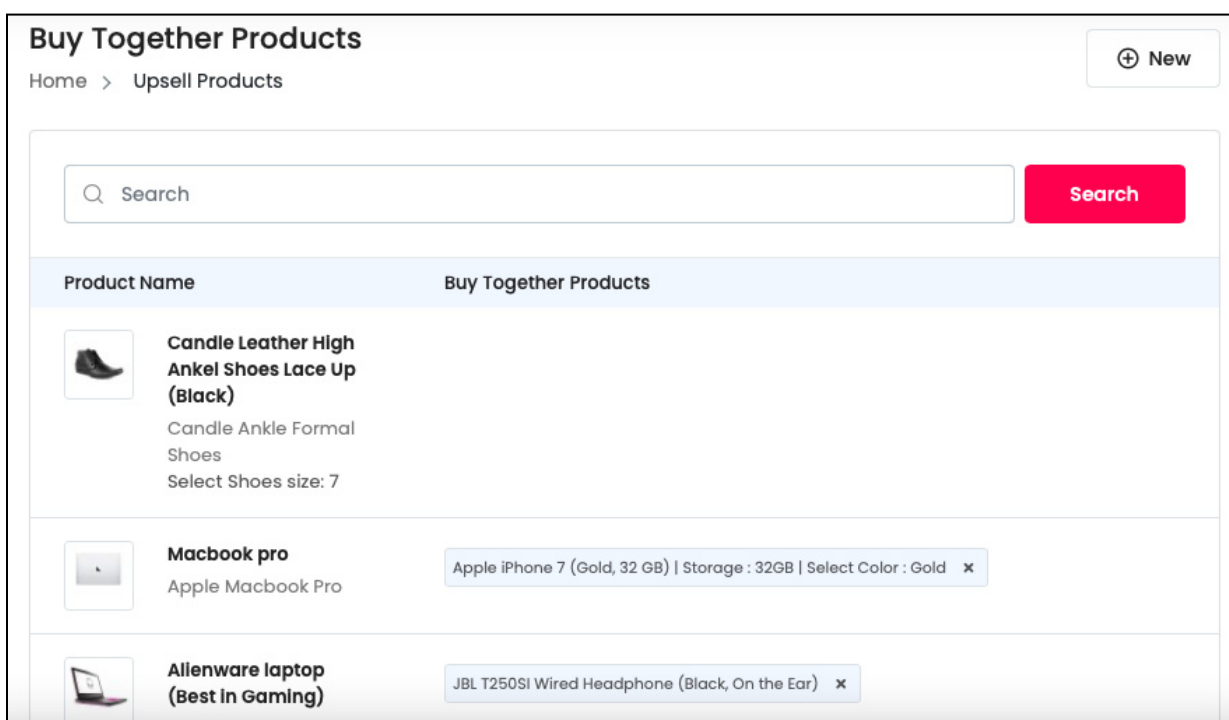 Buy Together Products
New
Home > Upsell Products
Search
Search
Product Name
Buy Together Products
Candle Leather High
Ankel Shoes Lace Up
(Black)
Candle Ankle Formal
Shoes
Select Shoes size: 7
Macbook pro
Apple Macbook Pro
Apple iPhone 7 (Gold, 32 GB) | Storage : 32GB | Select Color : Gold ×
Alienware laptop
(Best in Gaming)
JBL T250SI Wired Headphone (Black, On the Ear) ×